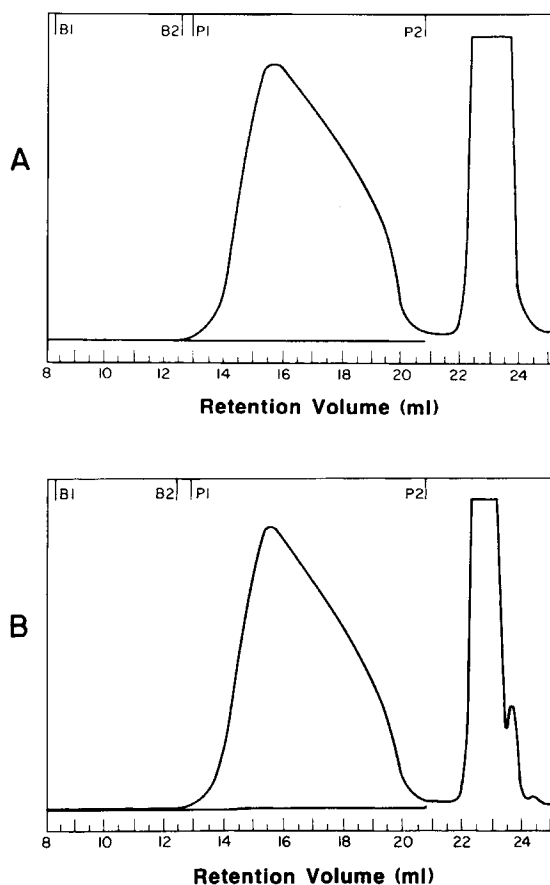 B1 B2 P1 P2
A
8 10 12 14 16 18 20 22 24
Retention Volume (ml)
B1 B2 P1 P2
B
8 10 12 14 16 18 20 22 24
Retention Volume (ml)